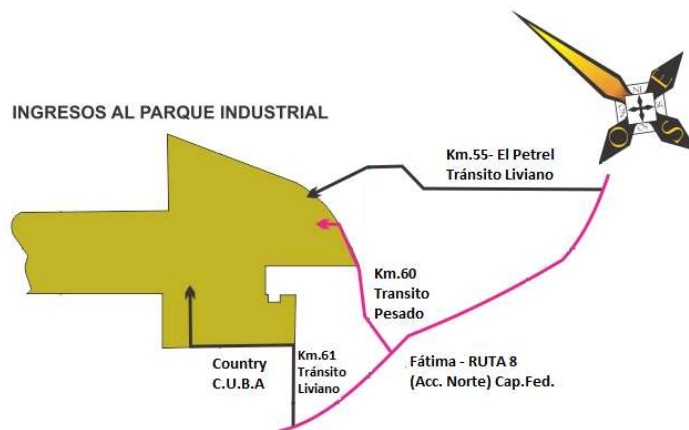 INGRESOS AL PARQUE INDUSTRIAL
Km.55- El Petrel
Tránsito Liviano
E
S
O
Km.60
Transito
Pesado
Km.61
Tránsito
Liviano
Country
C.U.B.A
Fátima - RUTA 8
(Acc. Norte) Cap.Fed.